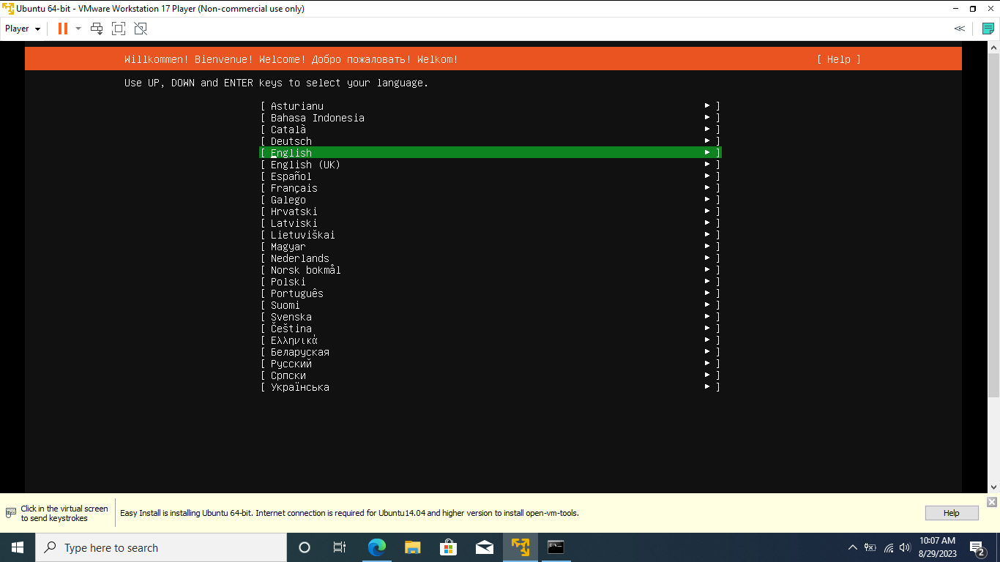 Ubuntu 64-bit - VMware Workstation 17 Player (Non-commercial use only)
Player
Willkommen! Bienvenue! Welcome! Добро пожаловать! Welkom!
[ Help ]
Use UP, DOWN and ENTER keys to select your language.
[ Asturianu ▸ ]
[ Bahasa Indonesia ▸ ]
[ Català ▸ ]
[ Deutsch ▸ ]
[ English ▸ ]
[ English (UK) ▸ ]
[ Español ▸ ]
[ Français ▸ ]
[ Galego ▸ ]
[ Hrvatski ▸ ]
[ Latviski ▸ ]
[ Lietuviškai ▸ ]
[ Magyar ▸ ]
[ Nederlands ▸ ]
[ Norsk bokmål ▸ ]
[ Polski ▸ ]
[ Português ▸ ]
[ Suomi ▸ ]
[ Svenska ▸ ]
[ Čeština ▸ ]
[ Ελληνικά ▸ ]
[ Беларуская ▸ ]
[ Русский ▸ ]
[ Српски ▸ ]
[ Українська ▸ ]
Click in the virtual screen
to send keystrokes
Easy Install is installing Ubuntu 64-bit. Internet connection is required for Ubuntu14.04 and higher version to install open-vm-tools.
Help
Type here to search
10:07 AM
8/29/2023
2